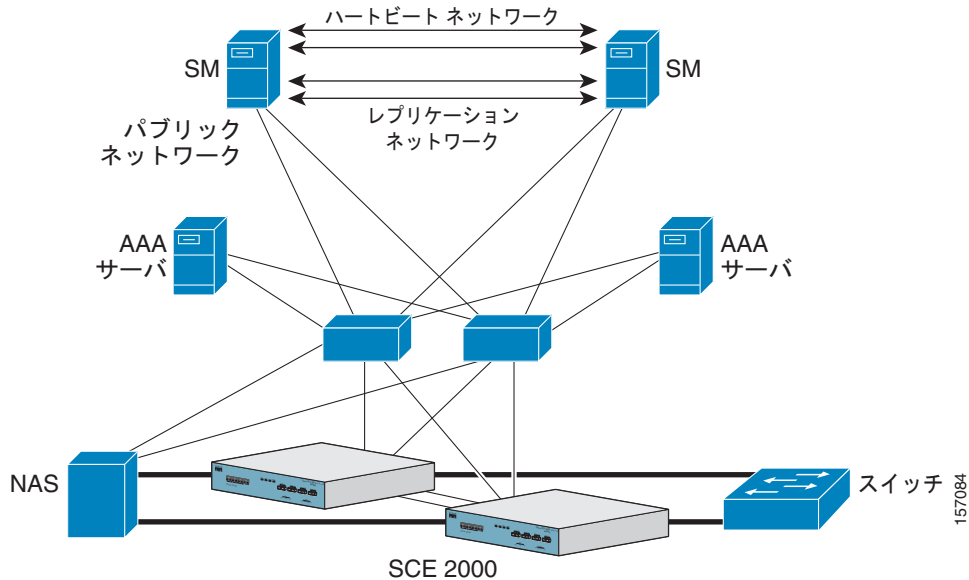 ハートビート ネットワーク
SM
SM
レプリケーション
ネットワーク
パブリック
ネットワーク
AAA
サーバ
AAA
サーバ
NAS
スイッチ
SCE 2000
157084